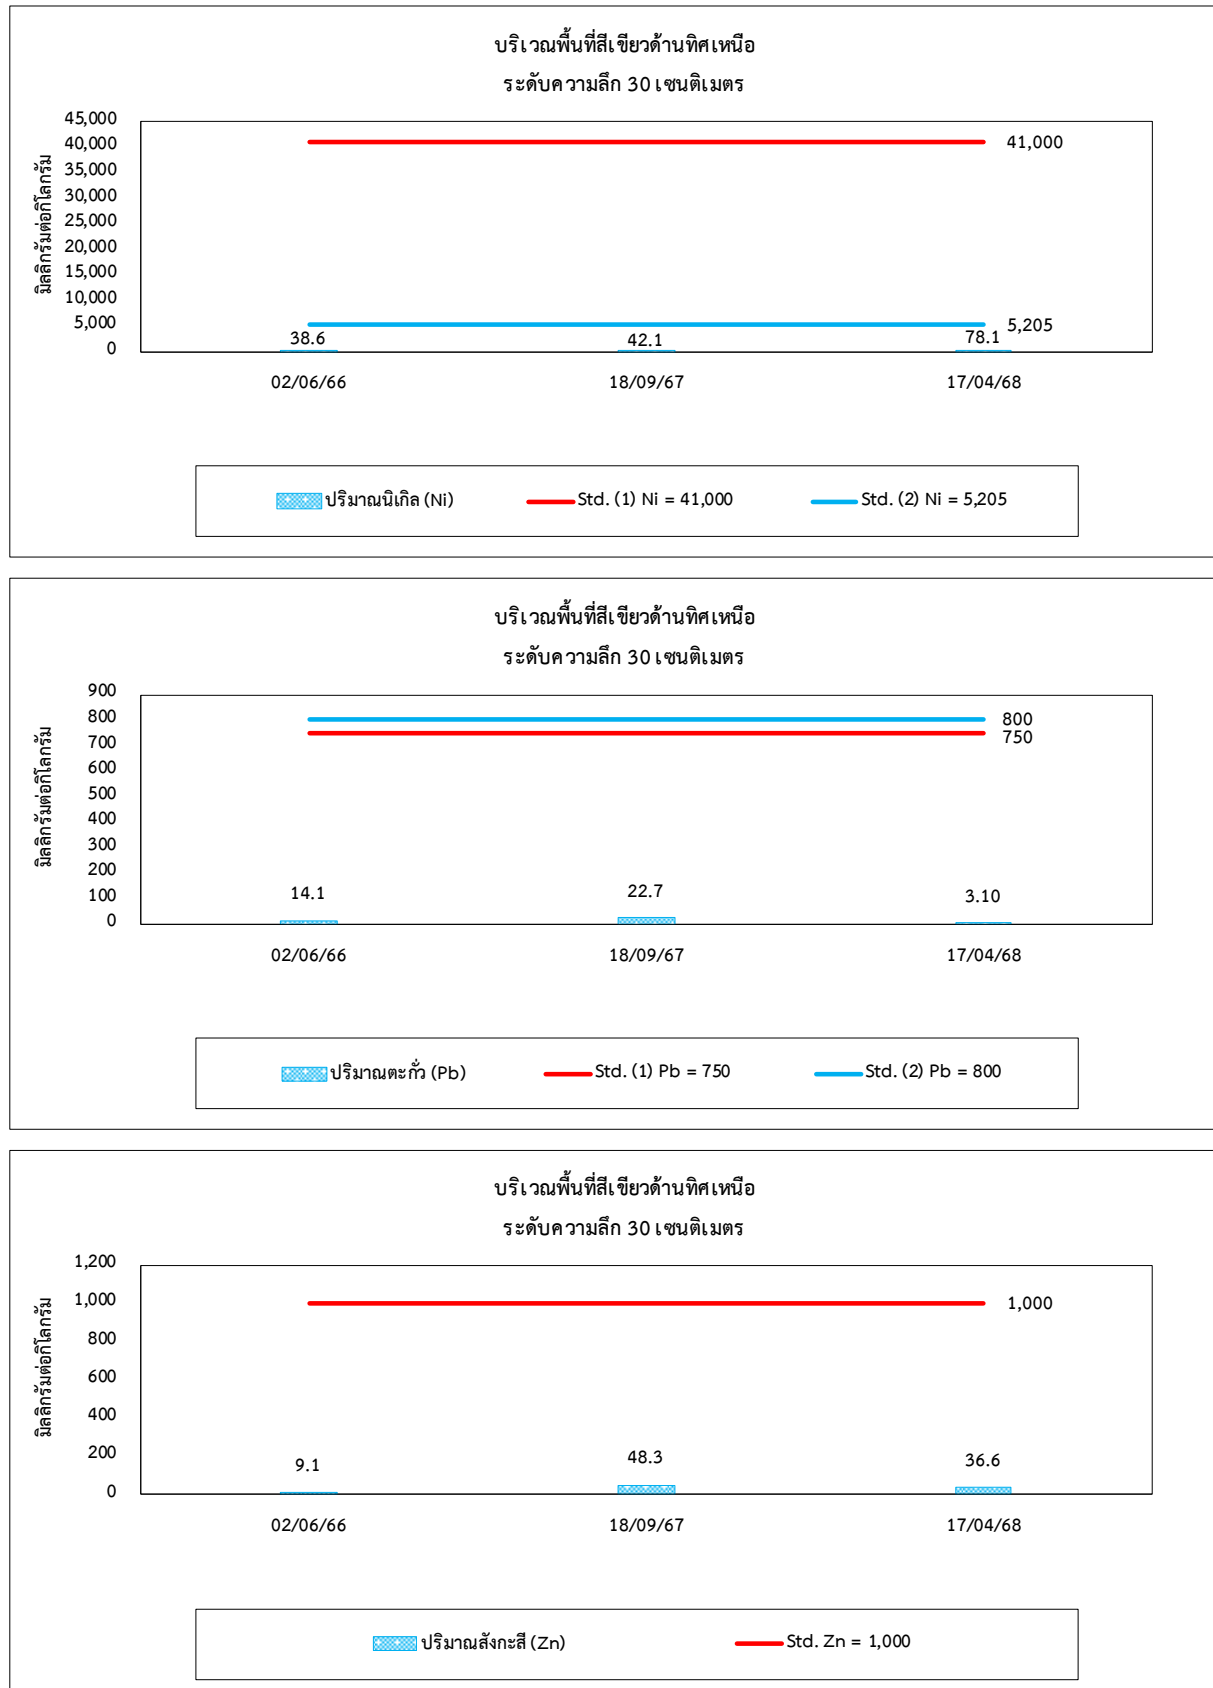 บริเวณพื้นที่สีเขียวด้านทิศเหนือ
ระดับความลึก 30 เซนติเมตร
มิลลิกรัมต่อกิโลกรัม
45,000
40,000
35,000
30,000
25,000
20,000
15,000
10,000
5,000
0
41,000
5,205
38.6 42.1 78.1
02/06/66 18/09/67 17/04/68
ปริมาณนิเกิล (Ni) Std. (1) Ni = 41,000 Std. (2) Ni = 5,205
บริเวณพื้นที่สีเขียวด้านทิศเหนือ
ระดับความลึก 30 เซนติเมตร
มิลลิกรัมต่อกิโลกรัม
900
800
700
600
500
400
300
200
100
0
800
750
14.1 22.7 3.10
02/06/66 18/09/67 17/04/68
ปริมาณตะกั่ว (Pb) Std. (1) Pb = 750 Std. (2) Pb = 800
บริเวณพื้นที่สีเขียวด้านทิศเหนือ
ระดับความลึก 30 เซนติเมตร
มิลลิกรัมต่อกิโลกรัม
1,200
1,000
800
600
400
200
0
1,000
9.1 48.3 36.6
02/06/66 18/09/67 17/04/68
ปริมาณสังกะสี (Zn) Std. Zn = 1,000